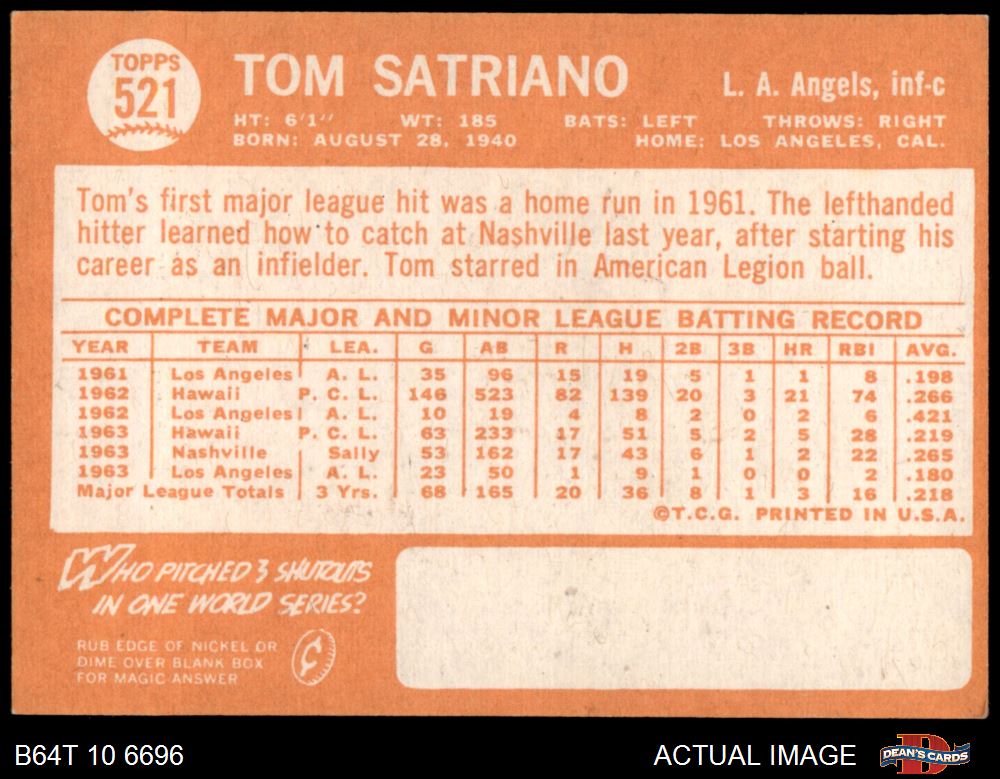 TOPPS
521
TOM SATRIANO
L. A. Angels, inf-c
HT: 6'1" WT: 185 BATS: LEFT THROWS: RIGHT
BORN: AUGUST 28, 1940 HOME: LOS ANGELES, CAL.
Tom's first major league hit was a home run in 1961. The lefthanded
hitter learned how to catch at Nashville last year, after starting his
career as an infielder. Tom starred in American Legion ball.
COMPLETE MAJOR AND MINOR LEAGUE BATTING RECORD
YEAR TEAM LEA. G AB R H 2B 3B HR RBI AVG.
1961 Los Angeles A. L. 35 96 15 19 5 1 1 8 .198
1962 Hawaii P. C. L. 146 523 82 139 20 3 21 74 .266
1962 Los Angeles A. L. 10 19 4 8 2 0 2 6 .421
1963 Hawaii P. C. L. 63 233 17 51 5 2 5 28 .219
1963 Nashville Sally 53 162 17 43 6 1 2 22 .265
1963 Los Angeles A. L. 23 50 1 9 1 0 0 2 .180
Major League Totals 3 Yrs. 68 165 20 36 8 1 3 16 .218
©T.C.G. PRINTED IN U.S.A.
WHO PITCHED 3 SHUTOUTS
IN ONE WORLD SERIES?
RUB EDGE OF NICKEL OR
DIME OVER BLANK BOX
FOR MAGIC ANSWER
¢
B64T 10 6696
ACTUAL IMAGE
DEAN'S CARDS